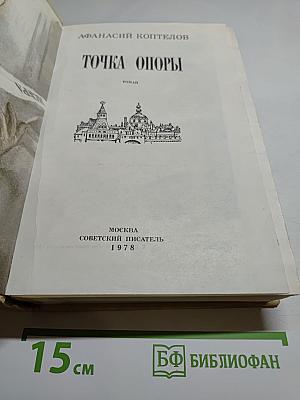 АФАНАСИЙ КОПТЕЛОВ
ТОЧКА ОПОРЫ
РОМАН
МОСКВА
СОВЕТСКИЙ ПИСАТЕЛЬ
1978
15 см
БФ БИБЛИОФАН